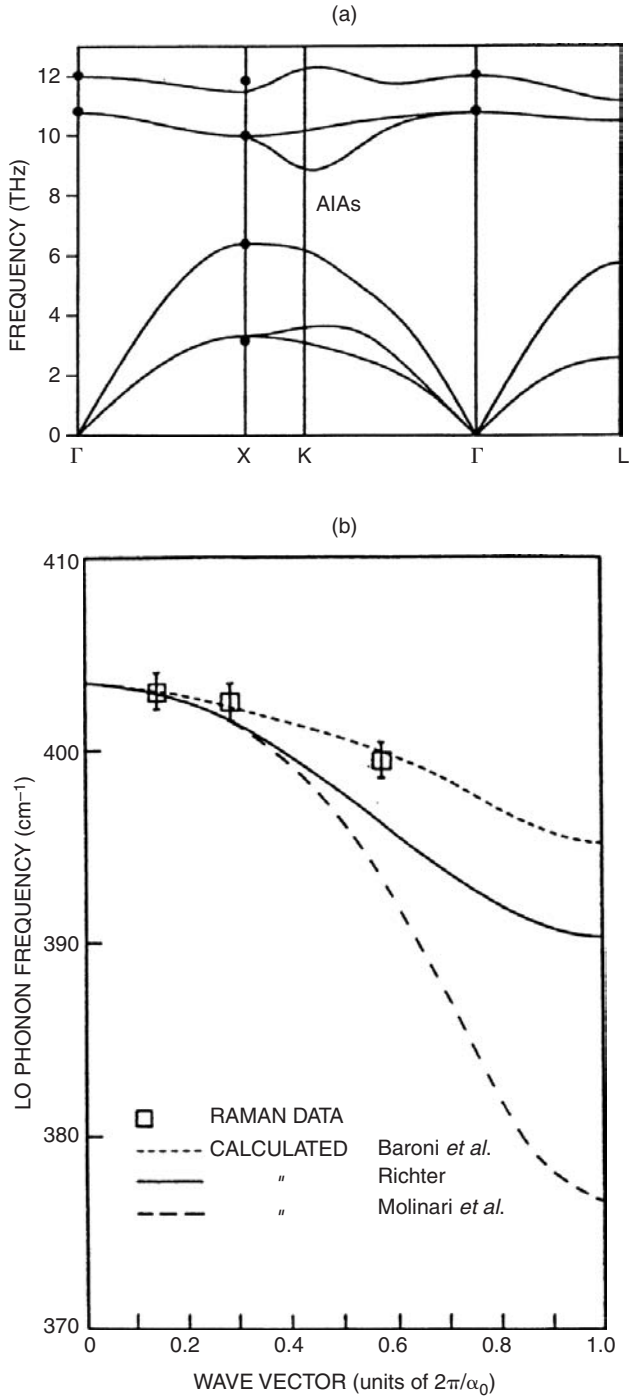 (a)
12
10
8
6
4
2
0
FREQUENCY (THz)
AIAs
Γ X K Γ L
(b)
410
400
390
380
370
LO PHONON FREQUENCY (cm⁻¹)
RAMAN DATA
CALCULATED Baroni et al.
" Richter
" Molinari et al.
0 0.2 0.4 0.6 0.8 1.0
WAVE VECTOR (units of 2π/α₀)